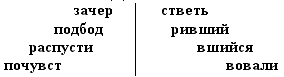 зачер стветь
подбод ривший
распусти вшийся
почувст вовали